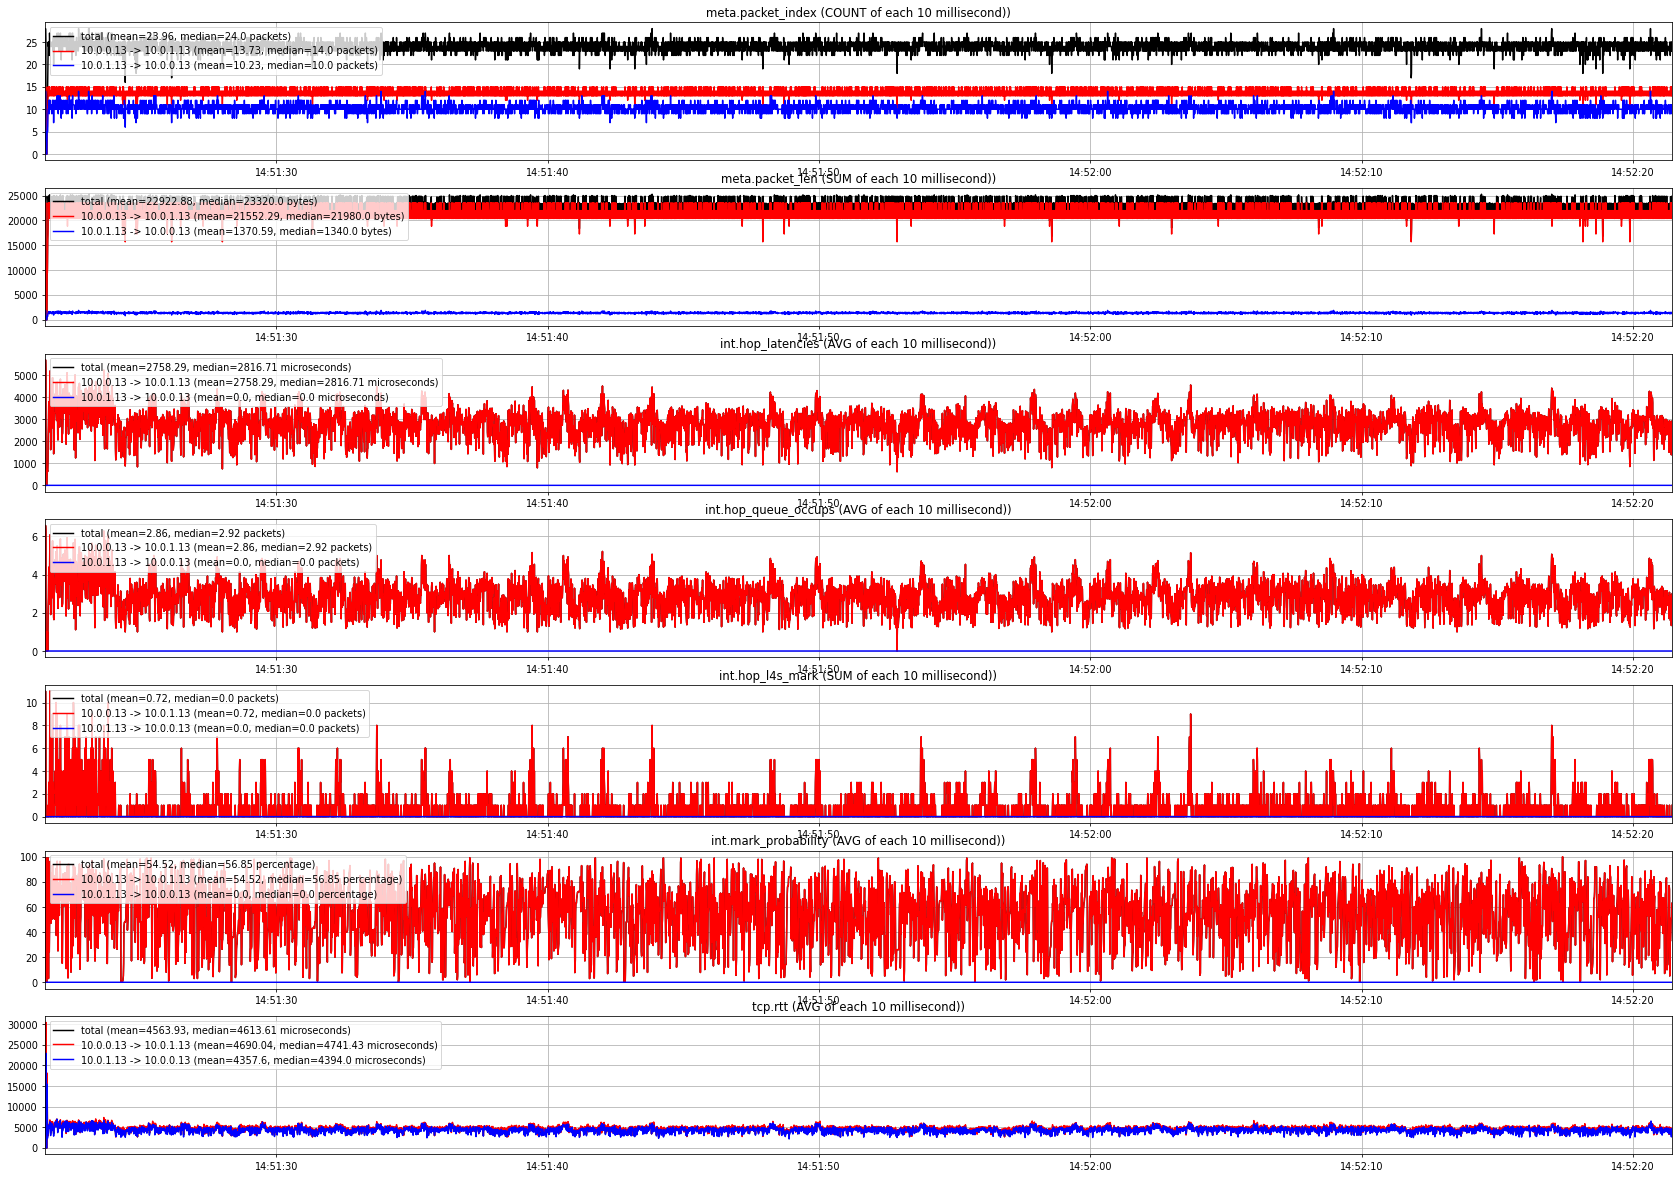 meta.packet_index (COUNT of each 10 millisecond))
total (mean=23.96, median=24.0 packets)
10.0.0.13 -> 10.0.1.13 (mean=13.73, median=14.0 packets)
10.0.1.13 -> 10.0.0.13 (mean=10.23, median=10.0 packets)
25
20
15
10
5
0
14:51:30 14:51:40 14:51:50 14:52:00 14:52:10 14:52:20
meta.packet_len (SUM of each 10 millisecond))
total (mean=22922.88, median=23320.0 bytes)
10.0.0.13 -> 10.0.1.13 (mean=21552.29, median=21980.0 bytes)
10.0.1.13 -> 10.0.0.13 (mean=1370.59, median=1340.0 bytes)
25000
20000
15000
10000
5000
0
14:51:30 14:51:40 14:51:50 14:52:00 14:52:10 14:52:20
int.hop_latencies (AVG of each 10 millisecond))
total (mean=2758.29, median=2816.71 microseconds)
10.0.0.13 -> 10.0.1.13 (mean=2758.29, median=2816.71 microseconds)
10.0.1.13 -> 10.0.0.13 (mean=0.0, median=0.0 microseconds)
5000
4000
3000
2000
1000
0
14:51:30 14:51:40 14:51:50 14:52:00 14:52:10 14:52:20
int.hop_queue_occups (AVG of each 10 millisecond))
total (mean=2.86, median=2.92 packets)
10.0.0.13 -> 10.0.1.13 (mean=2.86, median=2.92 packets)
10.0.1.13 -> 10.0.0.13 (mean=0.0, median=0.0 packets)
6
4
2
0
14:51:30 14:51:40 14:51:50 14:52:00 14:52:10 14:52:20
int.hop_l4s_mark (SUM of each 10 millisecond))
total (mean=0.72, median=0.0 packets)
10.0.0.13 -> 10.0.1.13 (mean=0.72, median=0.0 packets)
10.0.1.13 -> 10.0.0.13 (mean=0.0, median=0.0 packets)
10
8
6
4
2
0
14:51:30 14:51:40 14:51:50 14:52:00 14:52:10 14:52:20
int.mark_probability (AVG of each 10 millisecond))
total (mean=54.52, median=56.85 percentage)
10.0.0.13 -> 10.0.1.13 (mean=54.52, median=56.85 percentage)
10.0.1.13 -> 10.0.0.13 (mean=0.0, median=0.0 percentage)
100
80
60
40
20
0
14:51:30 14:51:40 14:51:50 14:52:00 14:52:10 14:52:20
tcp.rtt (AVG of each 10 millisecond))
total (mean=4563.93, median=4613.61 microseconds)
10.0.0.13 -> 10.0.1.13 (mean=4690.04, median=4741.43 microseconds)
10.0.1.13 -> 10.0.0.13 (mean=4357.6, median=4394.0 microseconds)
30000
25000
20000
15000
10000
5000
0
14:51:30 14:51:40 14:51:50 14:52:00 14:52:10 14:52:20